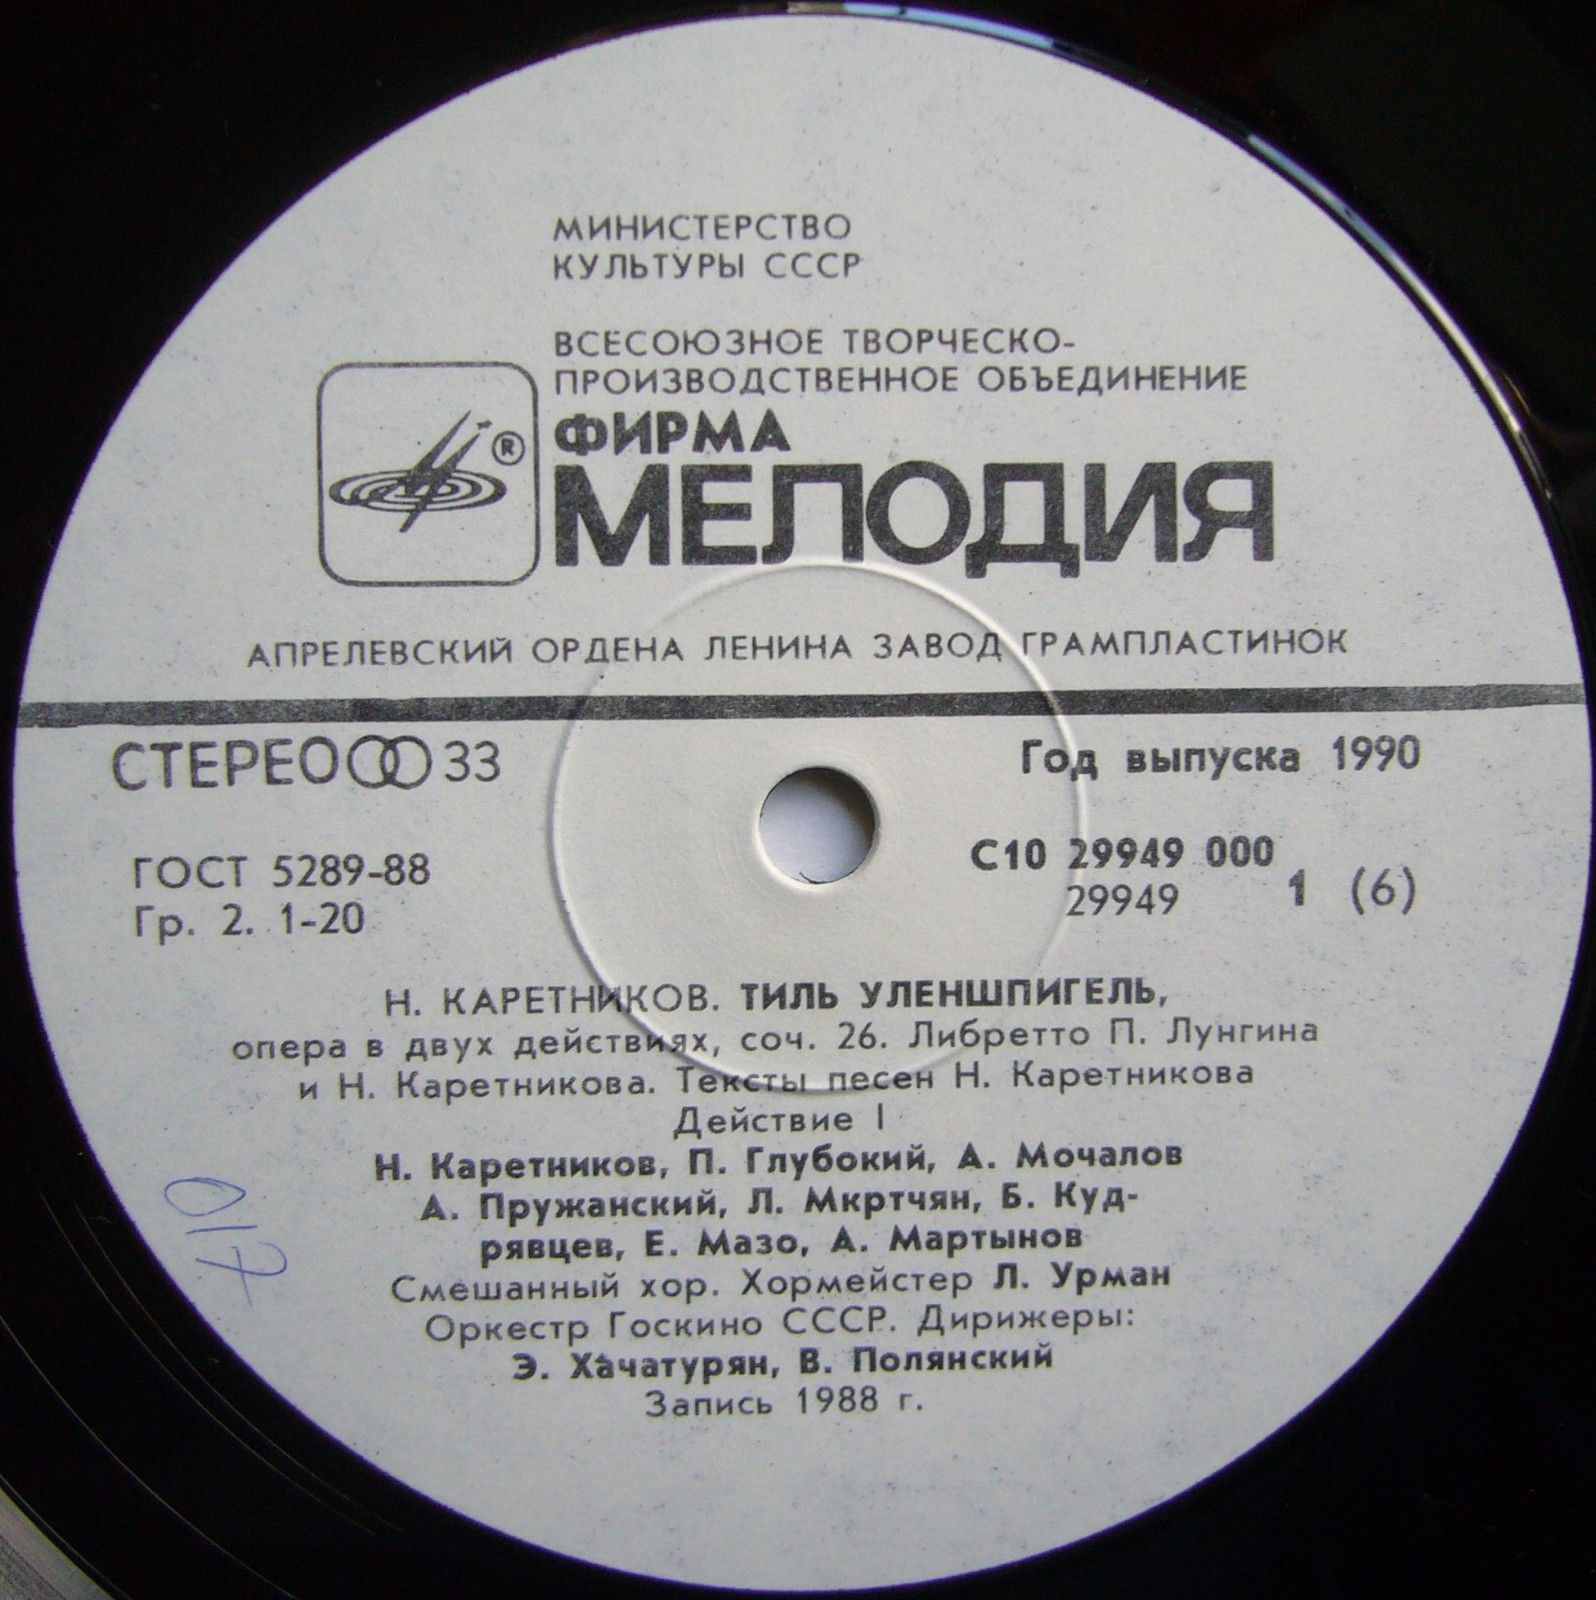 МИНИСТЕРСТВО
КУЛЬТУРЫ СССР
ВСЕСОЮЗНОЕ ТВОРЧЕСКО-
ПРОИЗВОДСТВЕННОЕ ОБЪЕДИНЕНИЕ
ФИРМА
®
МЕЛОДИЯ
АПРЕЛЕВСКИЙ ОРДЕНА ЛЕНИНА ЗАВОД ГРАМПЛАСТИНОК
СТЕРЕО 33
Год выпуска 1990
ГОСТ 5289-88
Гр. 2. 1-20
С10 29949 000
29949 1 (6)
Н. КАРЕТНИКОВ. ТИЛЬ УЛЕНШПИГЕЛЬ,
опера в двух действиях, соч. 26. Либретто П. Лунгина
и Н. Каретникова. Тексты песен Н. Каретникова
Действие I
Н. Каретников, П. Глубокий, А. Мочалов
А. Пружанский, Л. Мкртчян, Б. Куд-
рявцев, Е. Мазо, А. Мартынов
Смешанный хор. Хормейстер Л. Урман
Оркестр Госкино СССР. Дирижеры:
Э. Хачатурян, В. Полянский
Запись 1988 г.